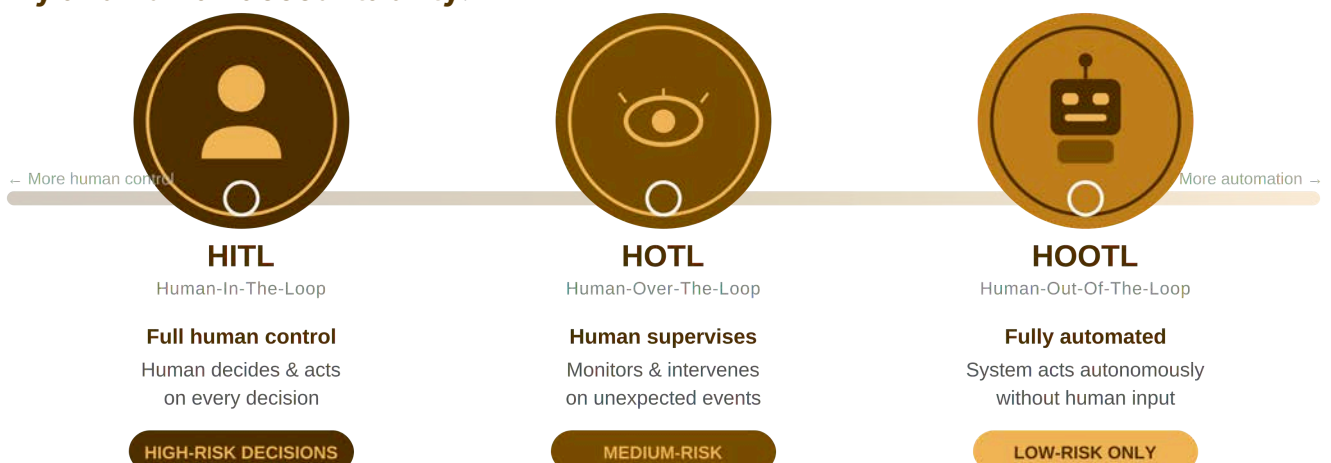 ← More human control
More automation →
HITL
Human-In-The-Loop
Full human control
Human decides & acts
on every decision
HIGH-RISK DECISIONS
HOTL
Human-Over-The-Loop
Human supervises
Monitors & intervenes
on unexpected events
MEDIUM-RISK
HOOTL
Human-Out-Of-The-Loop
Fully automated
System acts autonomously
without human input
LOW-RISK ONLY